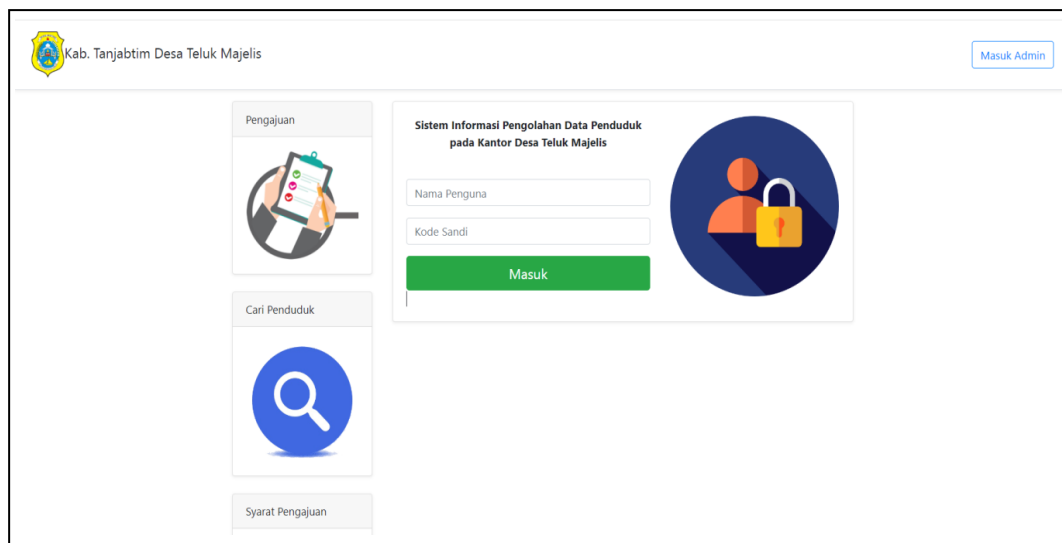 Kab. Tanjabtim Desa Teluk Majelis
Masuk Admin
Pengajuan
Cari Penduduk
Syarat Pengajuan
Sistem Informasi Pengolahan Data Penduduk
pada Kantor Desa Teluk Majelis
Nama Penguna
Kode Sandi
Masuk